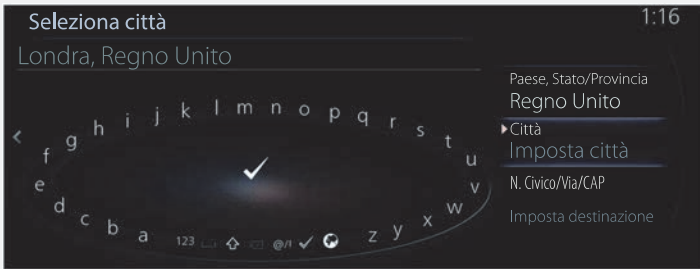 Seleziona città
1:16
Londra, Regno Unito
a b c d e f g h i j k l m n o p q r s t u v w x y z
123 @/!
Paese, Stato/Provincia
Regno Unito
Città
Imposta città
N. Civico/Via/CAP
Imposta destinazione